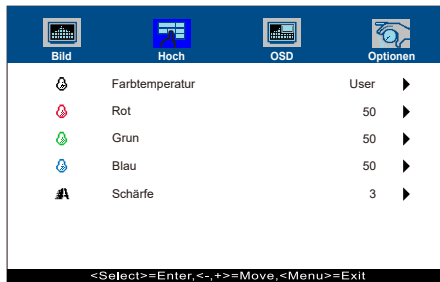 Bild Hoch OSD Optionen
Farbtemperatur User
Rot 50
Grun 50
Blau 50
Schärfe 3
<Select>=Enter,<-,+>=Move,<Menu>=Exit